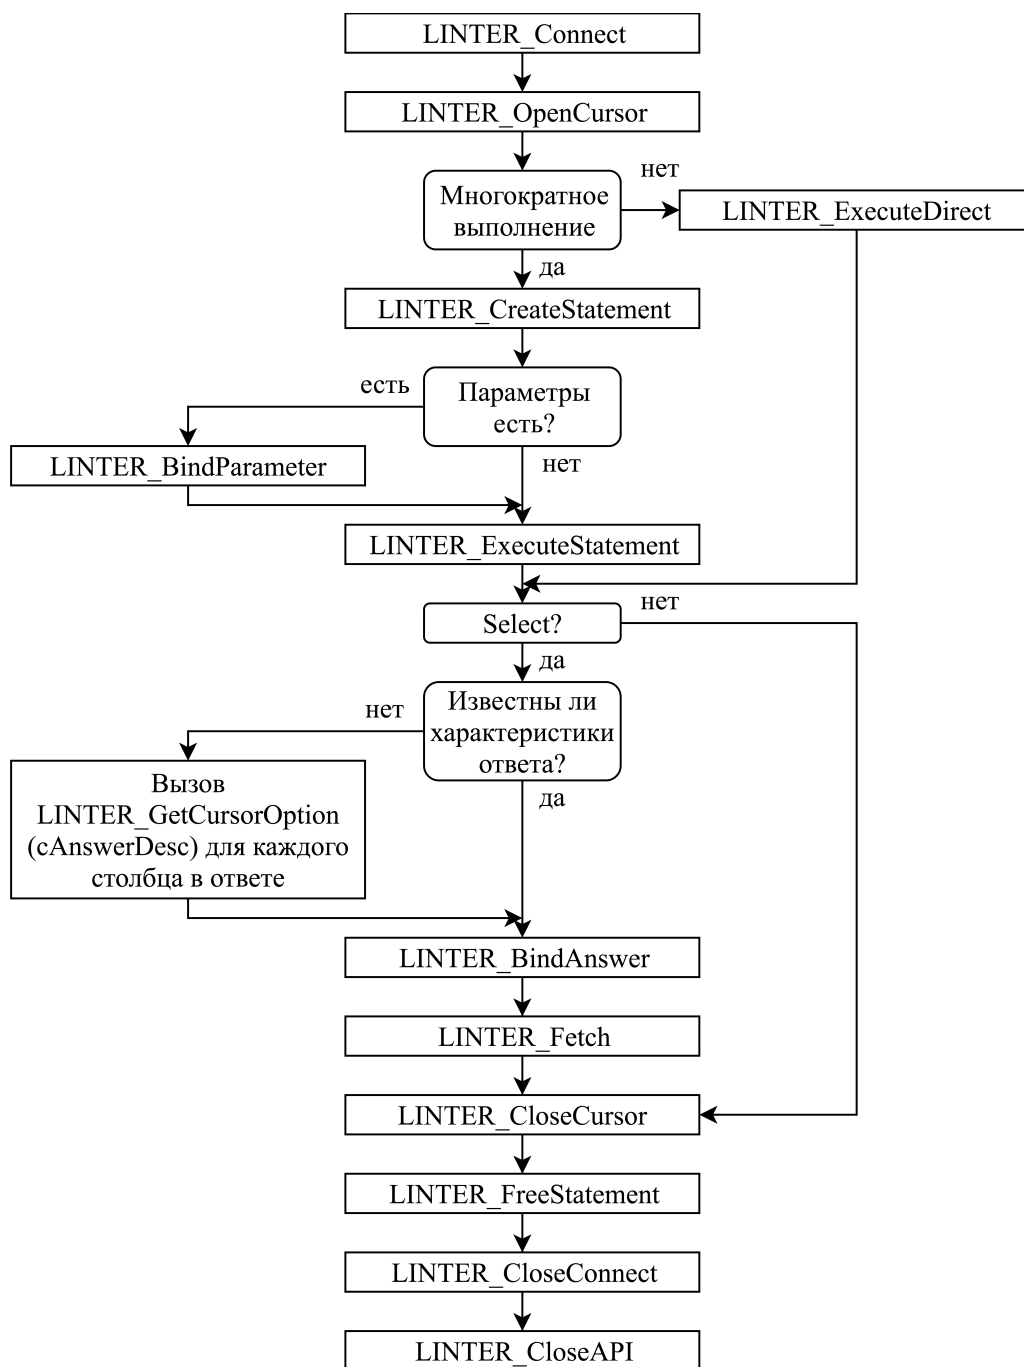 LINTER_Connect
LINTER_OpenCursor
Многократное
выполнение
нет
LINTER_ExecuteDirect
да
LINTER_CreateStatement
Параметры
есть?
есть
LINTER_BindParameter
нет
LINTER_ExecuteStatement
Select?
нет
да
Известны ли
характеристики
ответа?
нет
Вызов
LINTER_GetCursorOption
(cAnswerDesc) для каждого
столбца в ответе
да
LINTER_BindAnswer
LINTER_Fetch
LINTER_CloseCursor
LINTER_FreeStatement
LINTER_CloseConnect
LINTER_CloseAPI